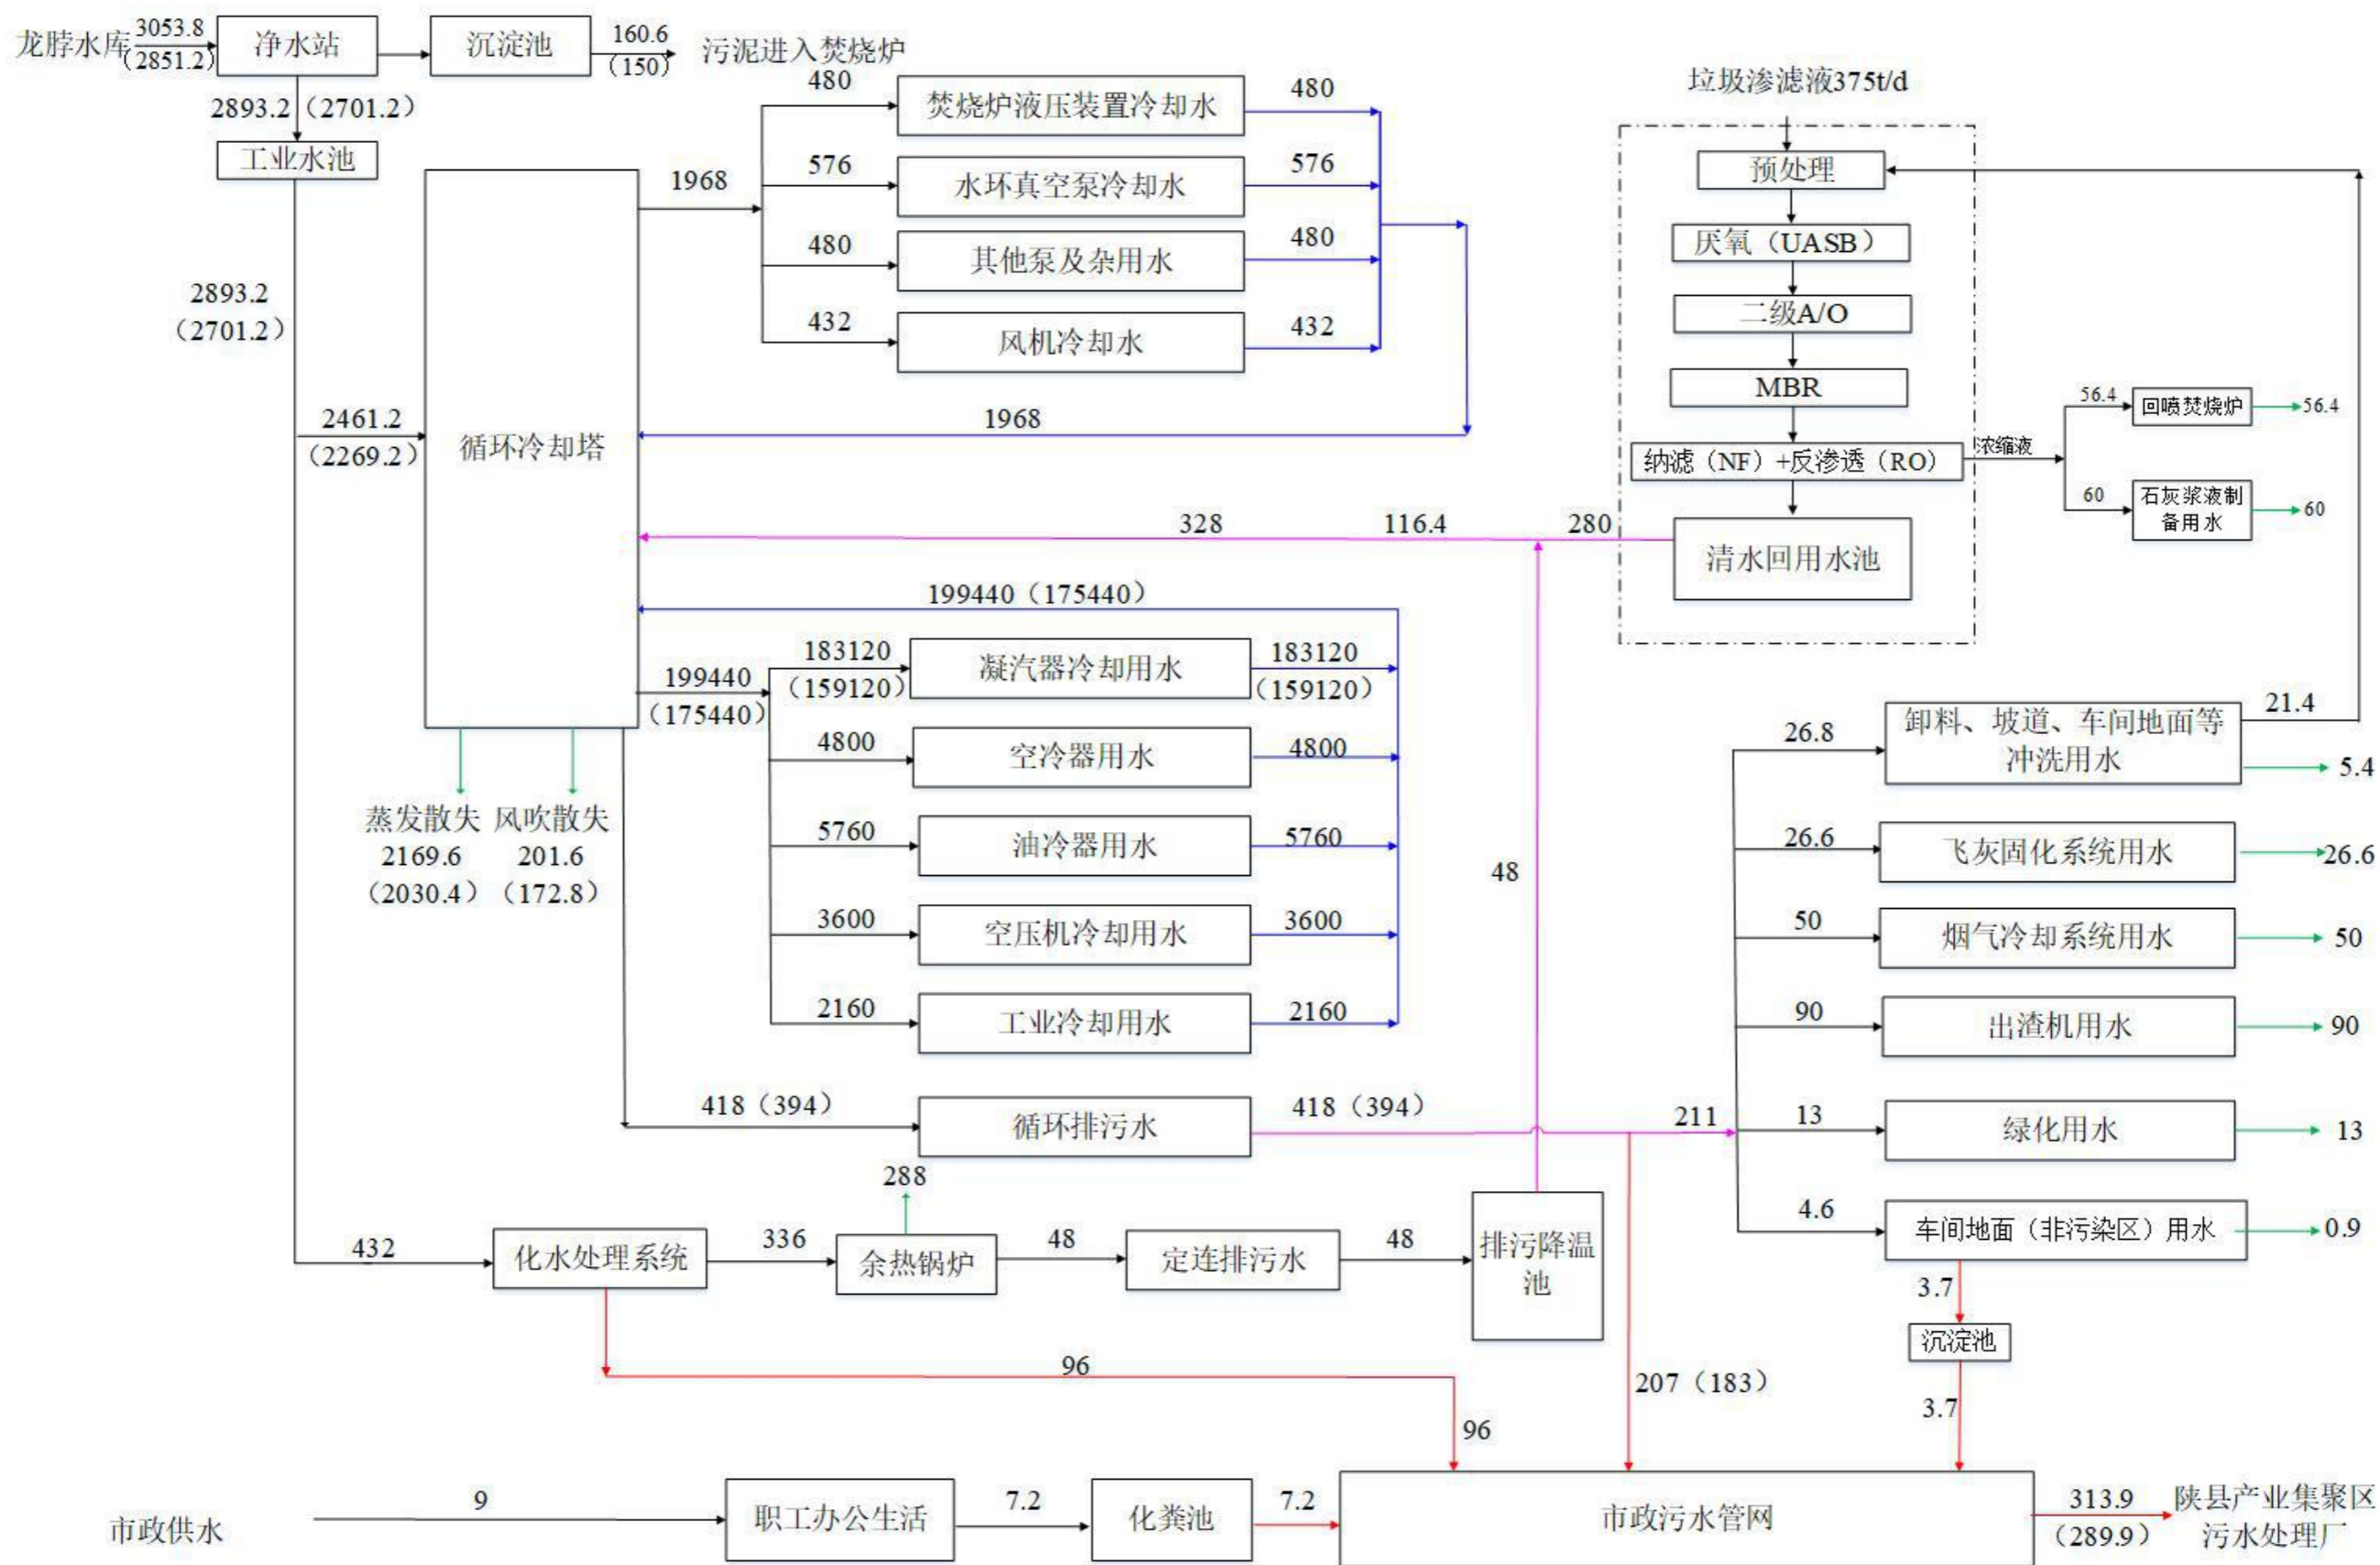 龙脖水库
3053.8
（2851.2）
净水站
沉淀池
160.6
（150）
污泥进入焚烧炉
2893.2（2701.2）
工业水池
2893.2
（2701.2）
2461.2
（2269.2）
循环冷却塔
1968
480
焚烧炉液压装置冷却水
480
576
水环真空泵冷却水
576
480
其他泵及杂用水
480
432
风机冷却水
432
1968
328
116.4
280
199440（175440）
199440
（175440）
183120
（159120）
凝汽器冷却用水
183120
（159120）
4800
空冷器用水
4800
5760
油冷器用水
5760
3600
空压机冷却用水
3600
2160
工业冷却用水
2160
蒸发散失
2169.6
（2030.4）
风吹散失
201.6
（172.8）
418（394）
循环排污水
418（394）
211
垃圾渗滤液375t/d
预处理
厌氧（UASB）
二级A/O
MBR
纳滤（NF）+反渗透（RO）
浓缩液
56.4
回喷焚烧炉
56.4
60
石灰浆液制
备用水
60
清水回用水池
48
26.8
卸料、坡道、车间地面等
冲洗用水
21.4
5.4
26.6
飞灰固化系统用水
26.6
50
烟气冷却系统用水
50
90
出渣机用水
90
13
绿化用水
13
4.6
车间地面（非污染区）用水
0.9
3.7
沉淀池
3.7
432
化水处理系统
336
288
余热锅炉
48
定连排污水
48
排污降温
池
96
96
207（183）
市政供水
9
职工办公生活
7.2
化粪池
7.2
市政污水管网
313.9
（289.9）
陕县产业集聚区
污水处理厂